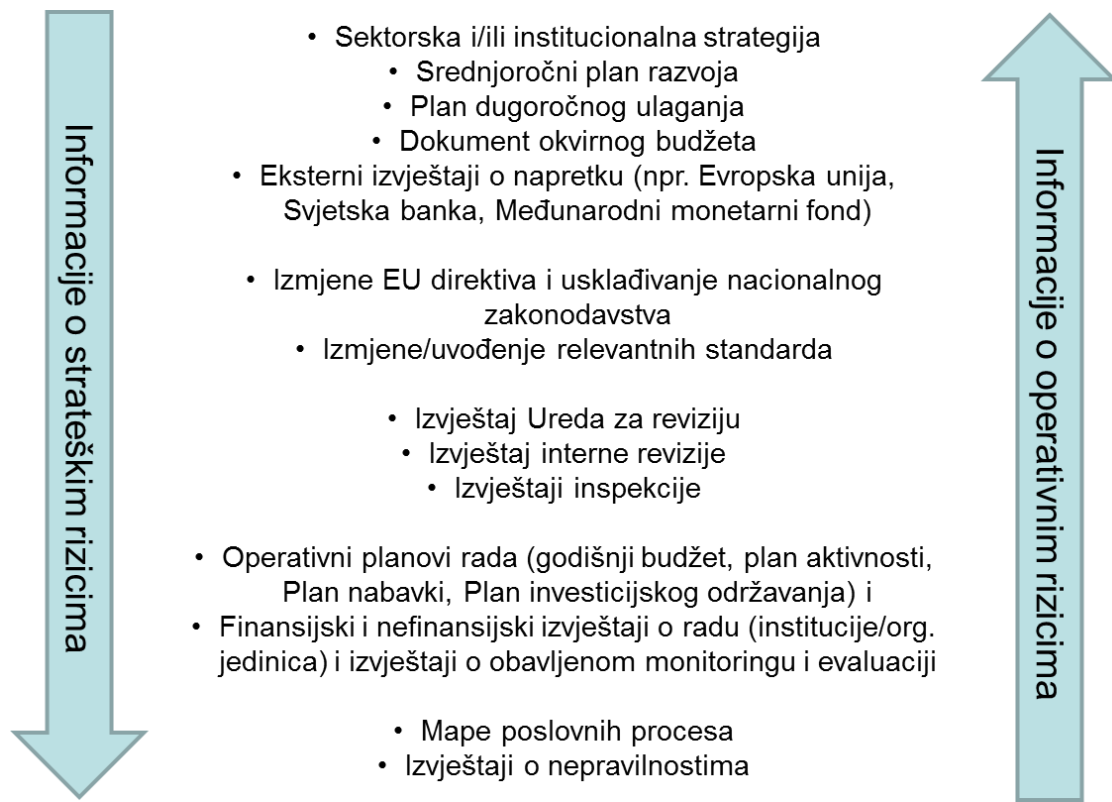 Informacije o strateškim rizicima
• Sektorska i/ili institucionalna strategija
• Srednjoročni plan razvoja
• Plan dugoročnog ulaganja
• Dokument okvirnog budžeta
• Eksterni izvještaji o napretku (npr. Evropska unija,
Svjetska banka, Međunarodni monetarni fond)
• Izmjene EU direktiva i usklađivanje nacionalnog
zakonodavstva
• Izmjene/uvođenje relevantnih standarda
• Izvještaj Ureda za reviziju
• Izvještaj interne revizije
• Izvještaji inspekcije
• Operativni planovi rada (godišnji budžet, plan aktivnosti,
Plan nabavki, Plan investicijskog održavanja) i
• Finansijski i nefinansijski izvještaji o radu (institucije/org.
jedinica) i izvještaji o obavljenom monitoringu i evaluaciji
• Mape poslovnih procesa
• Izvještaji o nepravilnostima
Informacije o operativnim rizicima